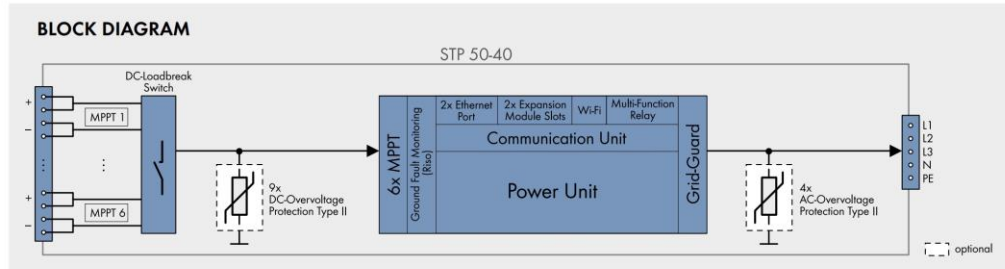 BLOCK DIAGRAM
STP 50-40
DC-Loadbreak
Switch
+
MPPT 1
−
+
MPPT 6
−
9x
DC-Overvoltage
Protection Type II
6x MPPT
Ground Fault Monitoring
(Riso)
2x Ethernet
Port
2x Expansion
Module Slots
Wi-Fi
Multi-Function
Relay
Communication Unit
Power Unit
Grid-Guard
4x
AC-Overvoltage
Protection Type II
L1
L2
L3
N
PE
optional